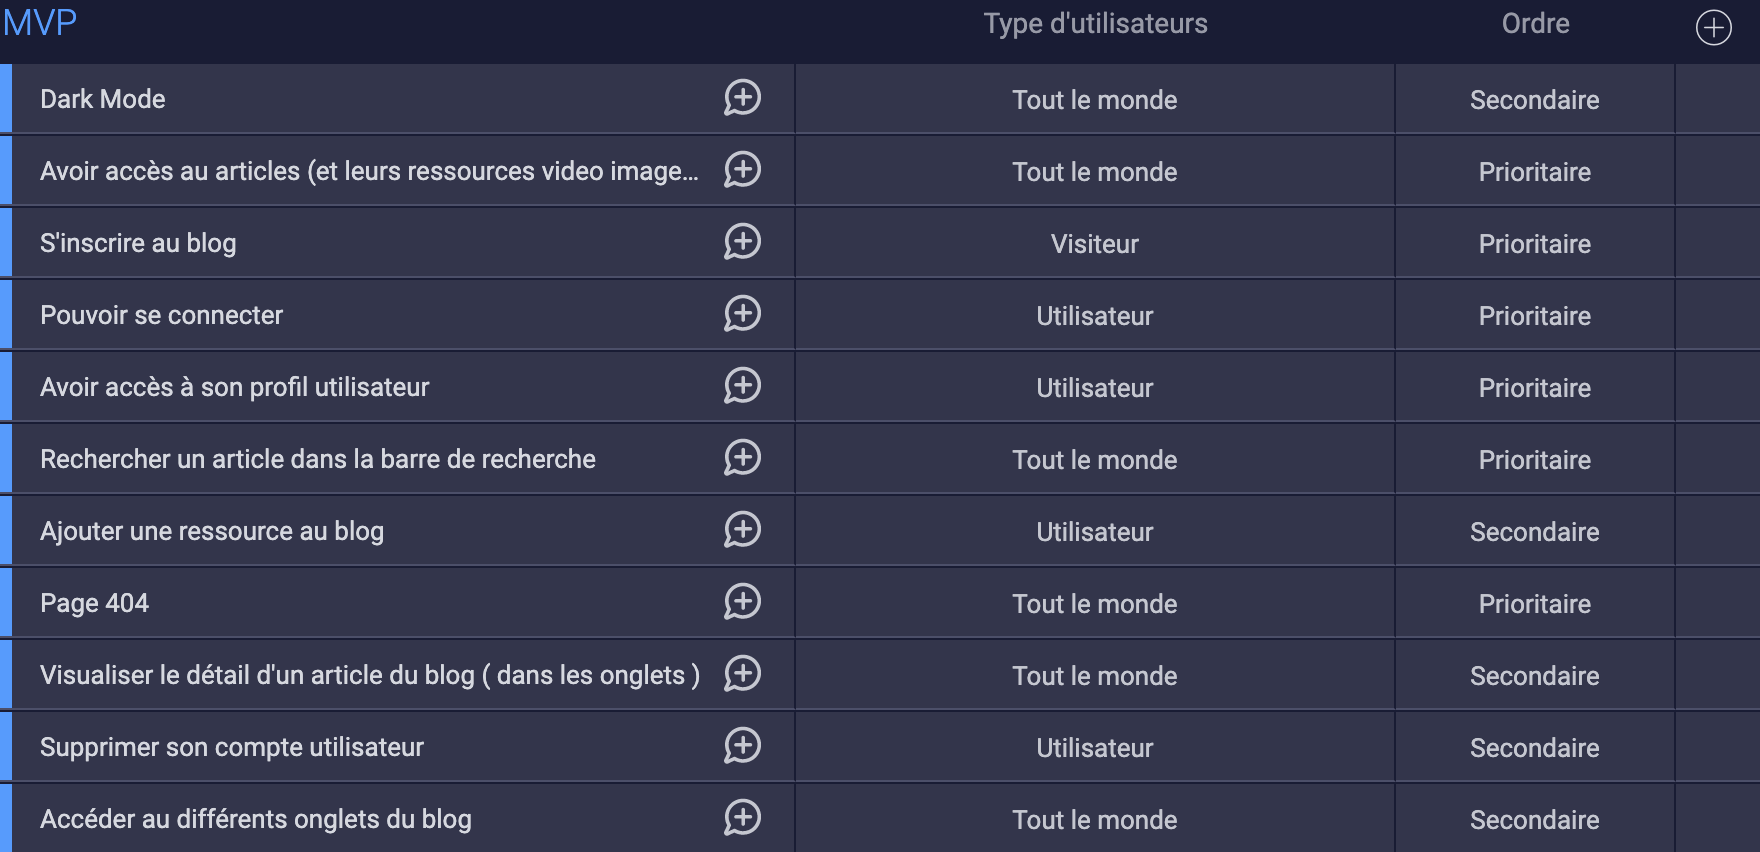 MVP Type d'utilisateurs Ordre
Dark Mode Tout le monde Secondaire
Avoir accès au articles (et leurs ressources video image... Tout le monde Prioritaire
S'inscrire au blog Visiteur Prioritaire
Pouvoir se connecter Utilisateur Prioritaire
Avoir accès à son profil utilisateur Utilisateur Prioritaire
Rechercher un article dans la barre de recherche Tout le monde Prioritaire
Ajouter une ressource au blog Utilisateur Secondaire
Page 404 Tout le monde Prioritaire
Visualiser le détail d'un article du blog ( dans les onglets ) Tout le monde Secondaire
Supprimer son compte utilisateur Utilisateur Secondaire
Accéder au différents onglets du blog Tout le monde Secondaire